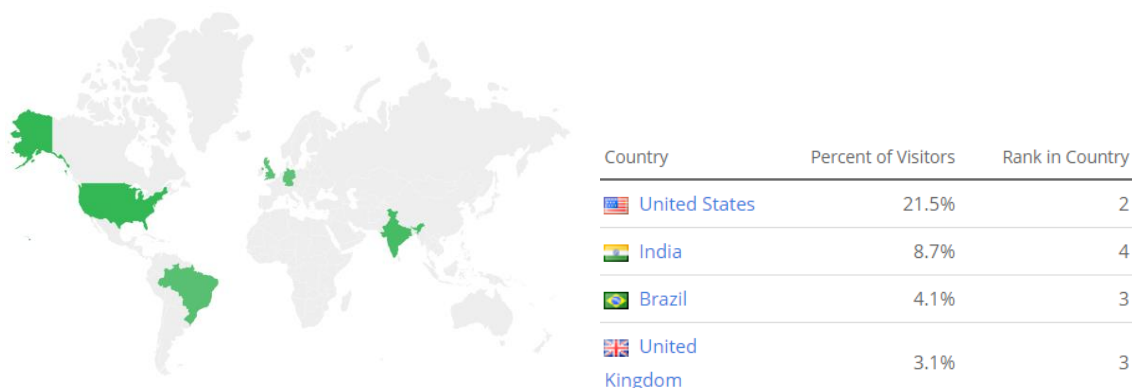 Country Percent of Visitors Rank in Country
United States 21.5% 2
India 8.7% 4
Brazil 4.1% 3
United
Kingdom 3.1% 3